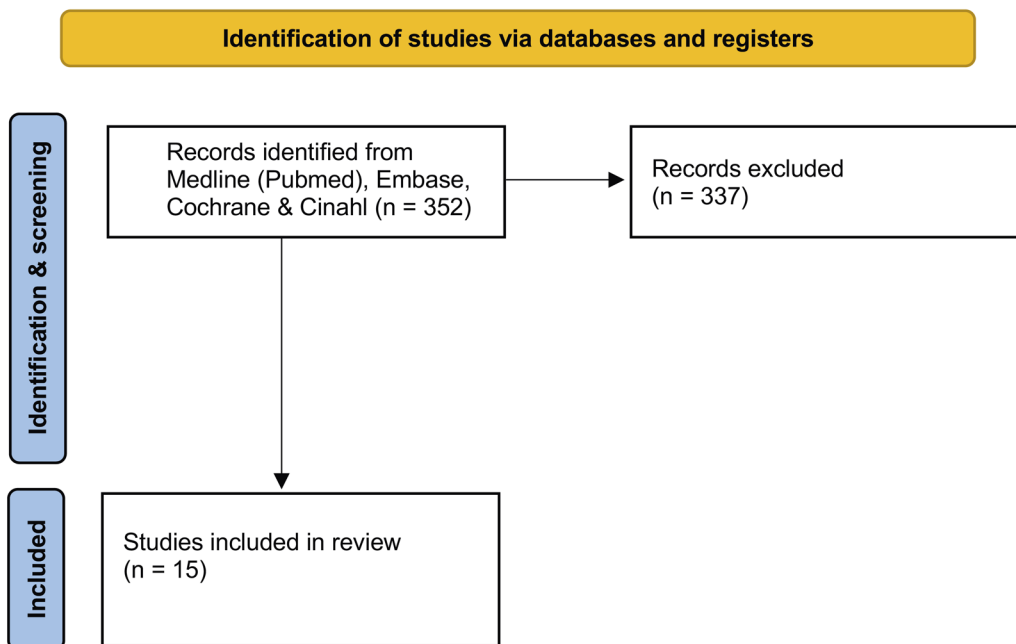 Identification of studies via databases and registers
Identification & screening
Records identified from
Medline (Pubmed), Embase,
Cochrane & Cinahl (n = 352)
Records excluded
(n = 337)
Included
Studies included in review
(n = 15)